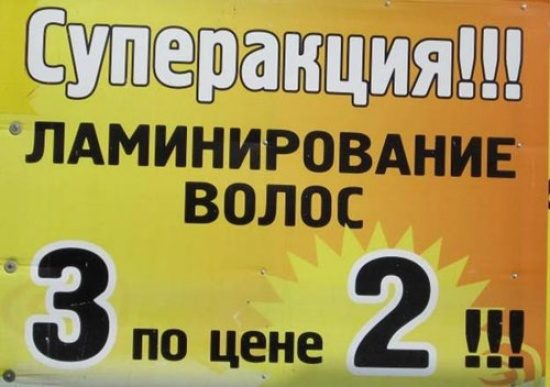 Суперакция!!!
ЛАМИНИРОВАНИЕ
ВОЛОС
3 по цене 2 !!!